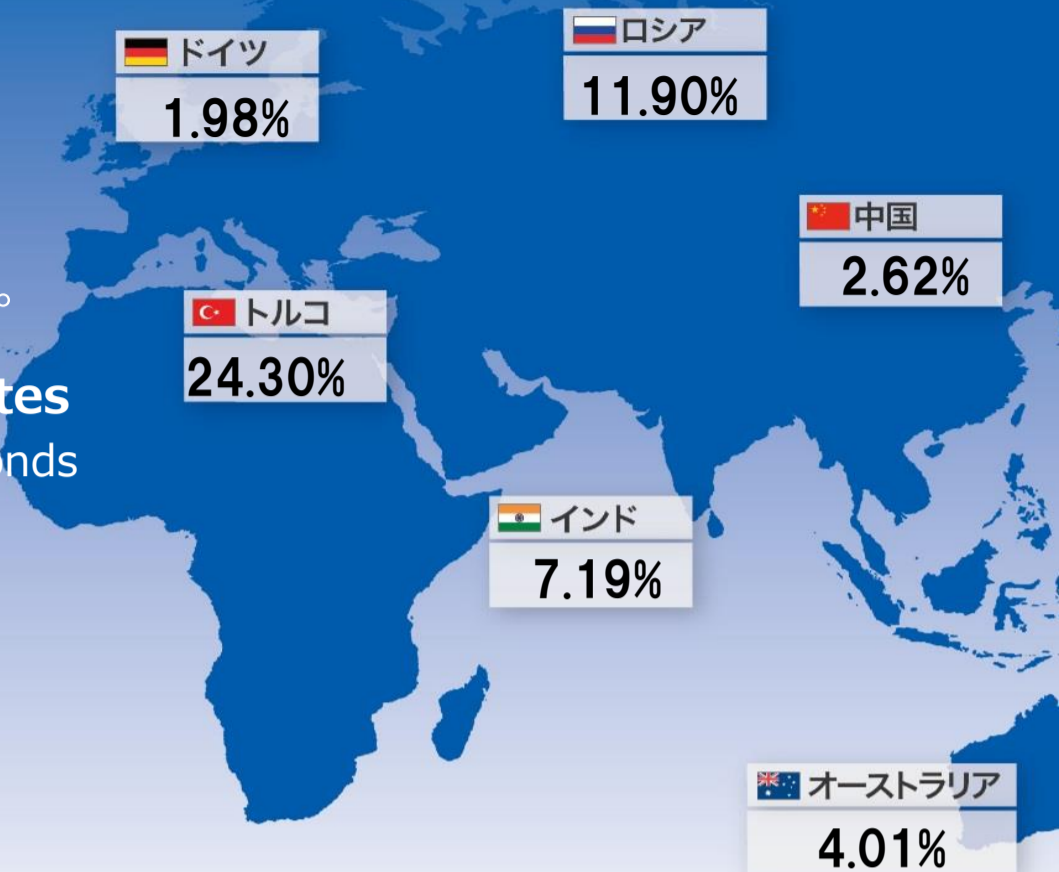 ドイツ
1.98%
ロシア
11.90%
中国
2.62%
。
トルコ
24.30%
tes
onds
インド
7.19%
オーストラリア
4.01%